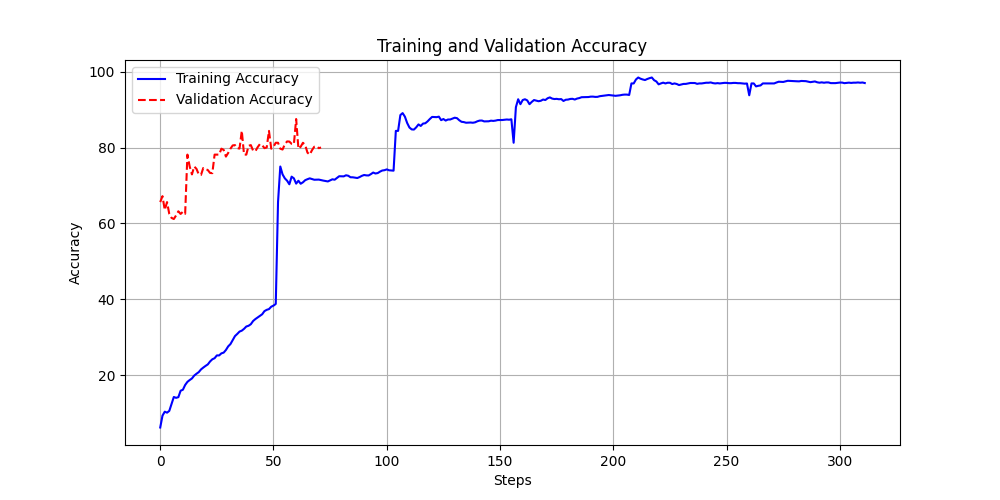 Training and Validation Accuracy
Training Accuracy
Validation Accuracy
Accuracy
100
80
60
40
20
0 50 100 150 200 250 300
Steps